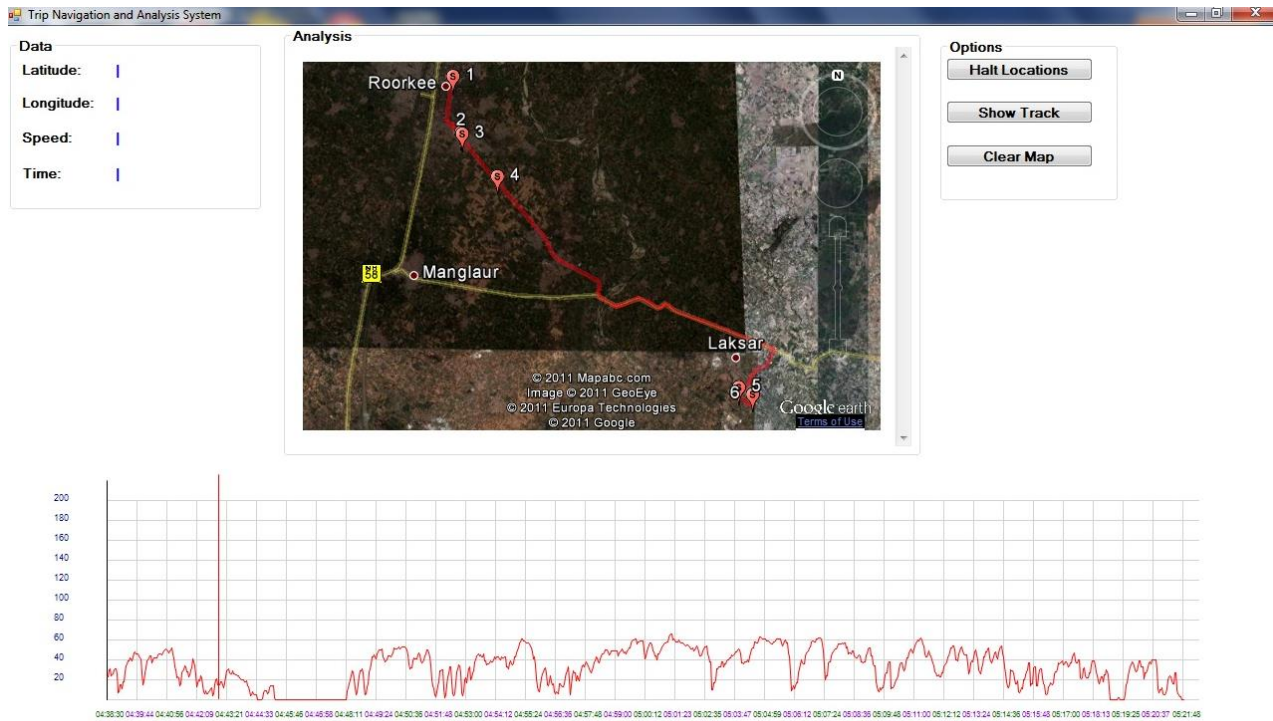 Trip Navigation and Analysis System
Data
Latitude:
Longitude:
Speed:
Time:
Analysis
Roorkee
1
2
3
4
58
Manglaur
Laksar
6
5
© 2011 Mapabc.com
Image © 2011 GeoEye
© 2011 Europa Technologies
© 2011 Google
Google earth
Terms of Use
N
S
S
S
S
Options
Halt Locations
Show Track
Clear Map
200
180
160
140
120
100
80
60
40
20
04:38:30 04:39:44 04:40:56 04:42:09 04:43:21 04:44:33 04:45:46 04:46:58 04:48:11 04:49:24 04:50:36 04:51:48 04:53:00 04:54:12 04:55:24 04:56:36 04:57:48 04:59:00 05:00:12 05:01:23 05:02:35 05:03:47 05:04:59 05:06:12 05:07:24 05:08:36 05:09:48 05:11:00 05:12:12 05:13:24 05:14:36 05:15:48 05:17:00 05:18:13 05:19:25 05:20:37 05:21:48